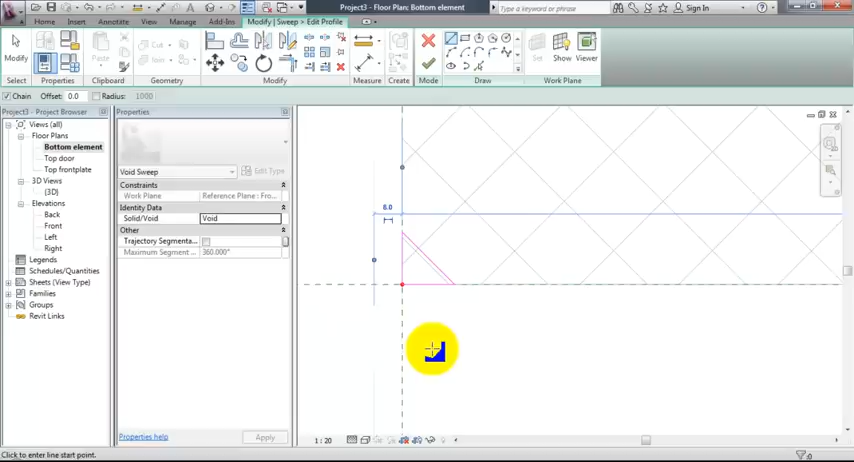 Project3 - Floor Plan: Bottom element
Type a keyword or phrase
Sign In
Home
Insert
Annotate
View
Manage
Add-Ins
Modify | Sweep > Edit Profile
Modify
Paste
Cut
Join
Set
Show
Viewer
Select
Properties
Clipboard
Geometry
Modify
Measure
Create
Mode
Draw
Work Plane
Chain
Offset: 0.0
Radius: 1000
Project3 - Project Browser
Views (all)
Floor Plans
Bottom element
Top door
Top frontplate
3D Views
{3D}
Elevations
Back
Front
Left
Right
Legends
Schedules/Quantities
Sheets (View Type)
Families
Groups
Revit Links
Properties
Void Sweep
Edit Type
Constraints
Work Plane
Reference Plane : Fro...
Identity Data
Solid/Void
Void
Other
Trajectory Segmenta...
Maximum Segment ...
360.000°
Properties help
Apply
8.0
1 : 20
Click to enter line start point.
:0